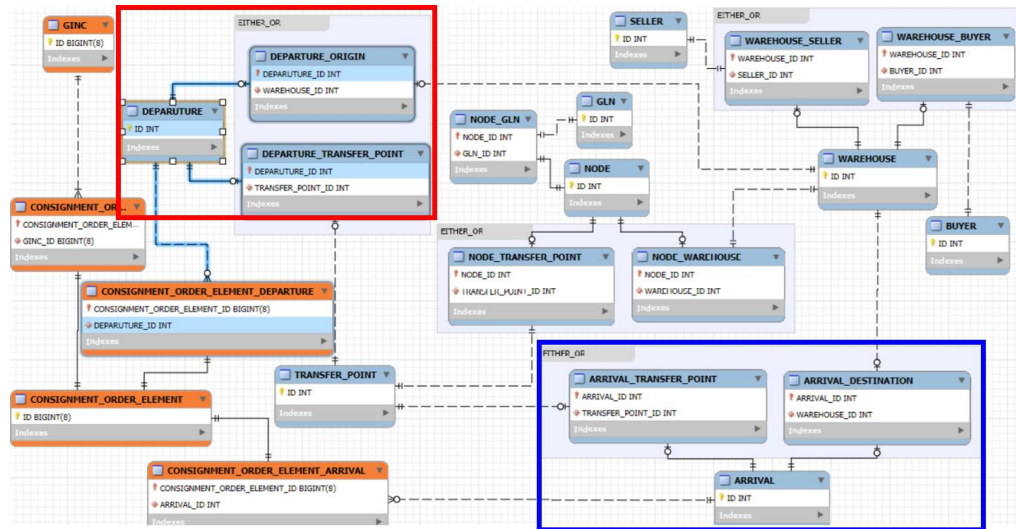 GINC
ID BIGINT(8)
Indexes
EITHER_OR
DEPARTURE_ORIGIN
DEPARUTURE_ID INT
WAREHOUSE_ID INT
Indexes
DEPARUTURE
ID INT
Indexes
DEPARTURE_TRANSFER_POINT
DEPARUTURE_ID INT
TRANSFER_POINT_ID INT
Indexes
SELLER
ID INT
Indexes
EITHER_OR
WAREHOUSE_SELLER
WAREHOUSE_ID INT
SELLER_ID INT
Indexes
WAREHOUSE_BUYER
WAREHOUSE_ID INT
BUYER_ID INT
Indexes
NODE_GLN
NODE_ID INT
GLN_ID INT
Indexes
GLN
ID INT
Indexes
NODE
ID INT
Indexes
WAREHOUSE
ID INT
Indexes
BUYER
ID INT
Indexes
CONSIGNMENT_OR...
CONSIGNMENT_ORDER_ELEM...
GINC_ID BIGINT(8)
Indexes
EITHER_OR
NODE_TRANSFER_POINT
NODE_ID INT
TRANSFER_POINT_ID INT
Indexes
NODE_WAREHOUSE
NODE_ID INT
WAREHOUSE_ID INT
Indexes
CONSIGNMENT_ORDER_ELEMENT_DEPARTURE
CONSIGNMENT_ORDER_ELEMENT_ID BIGINT(8)
DEPARUTURE_ID INT
Indexes
TRANSFER_POINT
ID INT
Indexes
CONSIGNMENT_ORDER_ELEMENT
ID BIGINT(8)
Indexes
EITHER_OR
ARRIVAL_TRANSFER_POINT
ARRIVAL_ID INT
TRANSFER_POINT_ID INT
Indexes
ARRIVAL_DESTINATION
ARRIVAL_ID INT
WAREHOUSE_ID INT
Indexes
CONSIGNMENT_ORDER_ELEMENT_ARRIVAL
CONSIGNMENT_ORDER_ELEMENT_ID BIGINT(8)
ARRIVAL_ID INT
Indexes
ARRIVAL
ID INT
Indexes